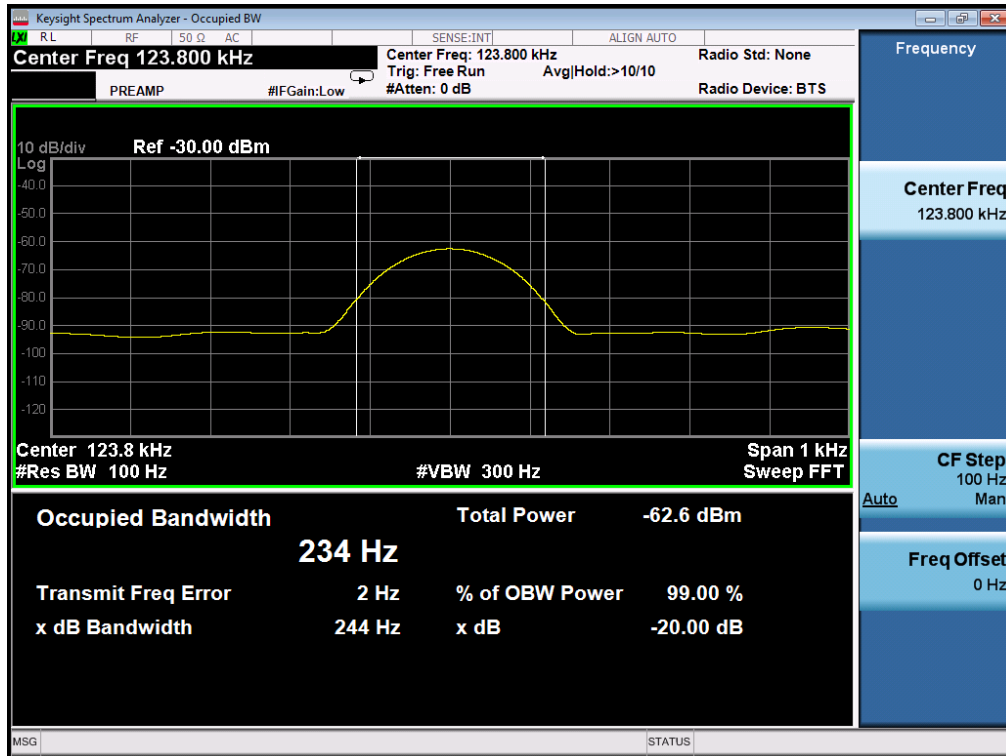 Keysight Spectrum Analyzer - Occupied BW
LXI RL RF 50 Ω AC SENSE:INT ALIGN AUTO
Center Freq 123.800 kHz
Center Freq: 123.800 kHz Radio Std: None
Trig: Free Run Avg|Hold:>10/10
PREAMP #IFGain:Low #Atten: 0 dB Radio Device: BTS
Frequency
10 dB/div Ref -30.00 dBm
Log
-40.0
-50.0
-60.0
-70.0
-80.0
-90.0
-100
-110
-120
Center 123.8 kHz Span 1 kHz
#Res BW 100 Hz #VBW 300 Hz Sweep FFT
Center Freq
123.800 kHz
CF Step
100 Hz
Auto Man
Freq Offset
0 Hz
Occupied Bandwidth Total Power -62.6 dBm
234 Hz
Transmit Freq Error 2 Hz % of OBW Power 99.00 %
x dB Bandwidth 244 Hz x dB -20.00 dB
MSG STATUS